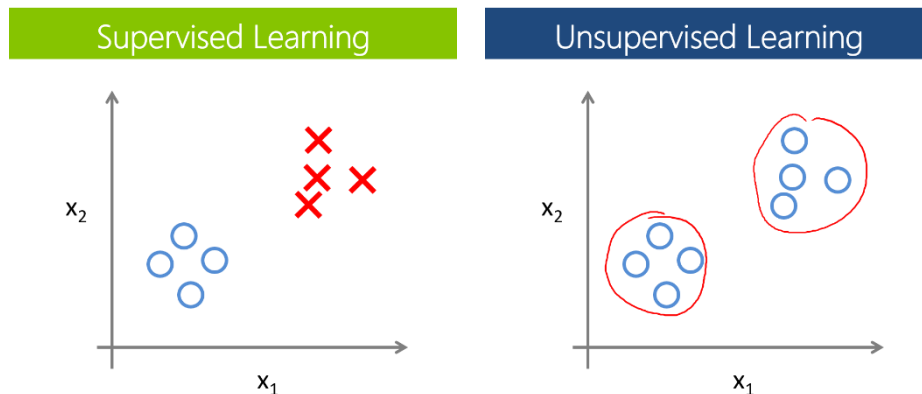 Supervised Learning
Unsupervised Learning
x2
x1
x2
x1